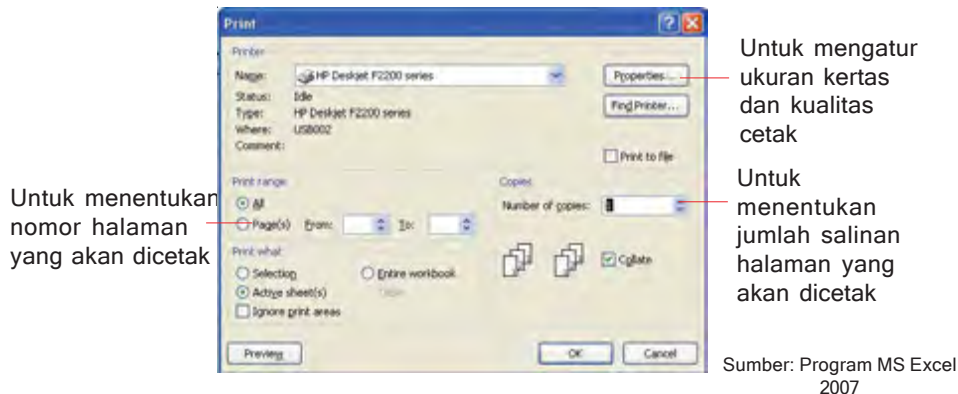 Print
Printer
Name: HP Deskjet F2200 series
Properties...
Status: Idle
Type: HP Deskjet F2200 series
Find Printer...
Where: USB002
Comment:
Print to file
Print range
All
Page(s) From: To:
Copies
Number of copies: 1
Collate
Print what
Selection Entire workbook
Active sheet(s)
Ignore print areas
Preview OK Cancel
Untuk menentukan
nomor halaman
yang akan dicetak
Untuk mengatur
ukuran kertas
dan kualitas
cetak
Untuk
menentukan
jumlah salinan
halaman yang
akan dicetak
Sumber: Program MS Excel
2007